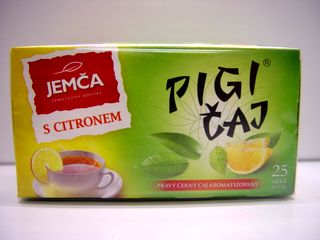 JEMČA
S CITRONEM
PIGI®
ČAJ
PRAVÝ ČERNÝ ČAJ AROMATIZOVANÝ
25